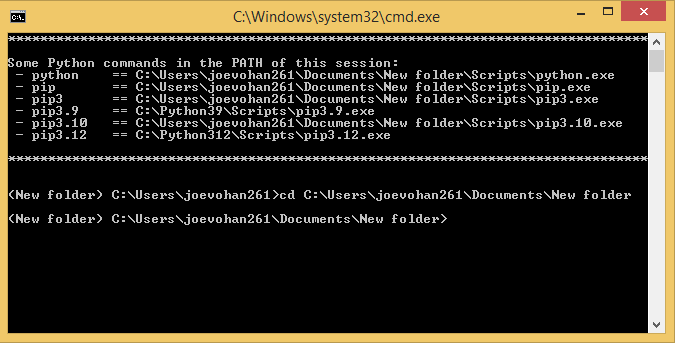 C:\Windows\system32\cmd.exe
********************************************************************************
Some Python commands in the PATH of this session:
 - python    == C:\Users\joevohan261\Documents\New folder\Scripts\python.exe
 - pip       == C:\Users\joevohan261\Documents\New folder\Scripts\pip.exe
 - pip3      == C:\Users\joevohan261\Documents\New folder\Scripts\pip3.exe
 - pip3.9    == C:\Python39\Scripts\pip3.9.exe
 - pip3.10   == C:\Users\joevohan261\Documents\New folder\Scripts\pip3.10.exe
 - pip3.12   == C:\Python312\Scripts\pip3.12.exe
********************************************************************************
(New folder) C:\Users\joevohan261>cd C:\Users\joevohan261\Documents\New folder
(New folder) C:\Users\joevohan261\Documents\New folder>